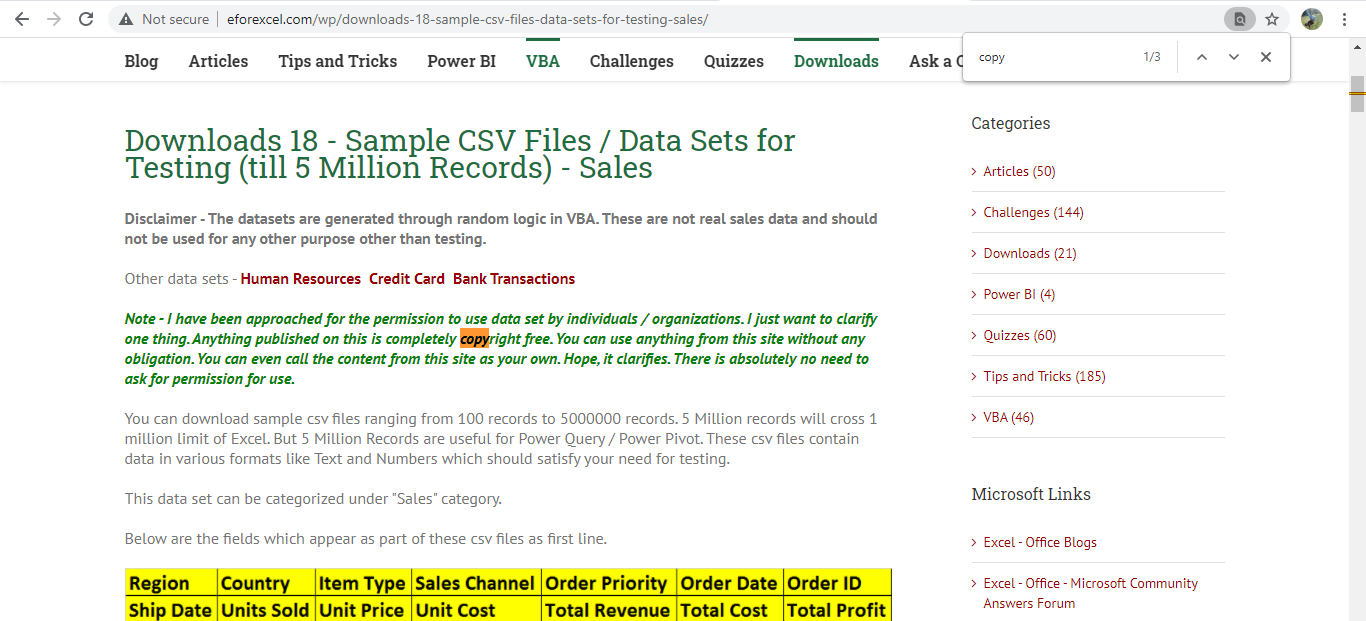 Not secure eforexcel.com/wp/downloads-18-sample-csv-files-data-sets-for-testing-sales/
copy 1/3
Blog Articles Tips and Tricks Power BI VBA Challenges Quizzes Downloads Ask a
Downloads 18 - Sample CSV Files / Data Sets for
Testing (till 5 Million Records) - Sales
Disclaimer - The datasets are generated through random logic in VBA. These are not real sales data and should
not be used for any other purpose other than testing.
Other data sets - Human Resources Credit Card Bank Transactions
Note - I have been approached for the permission to use data set by individuals / organizations. I just want to clarify
one thing. Anything published on this is completely copyright free. You can use anything from this site without any
obligation. You can even call the content from this site as your own. Hope, it clarifies. There is absolutely no need to
ask for permission for use.
You can download sample csv files ranging from 100 records to 5000000 records. 5 Million records will cross 1
million limit of Excel. But 5 Million Records are useful for Power Query / Power Pivot. These csv files contain
data in various formats like Text and Numbers which should satisfy your need for testing.
This data set can be categorized under "Sales" category.
Below are the fields which appear as part of these csv files as first line.
Region Country Item Type Sales Channel Order Priority Order Date Order ID
Ship Date Units Sold Unit Price Unit Cost Total Revenue Total Cost Total Profit
Categories
Articles (50)
Challenges (144)
Downloads (21)
Power BI (4)
Quizzes (60)
Tips and Tricks (185)
VBA (46)
Microsoft Links
Excel - Office Blogs
Excel - Office - Microsoft Community
Answers Forum